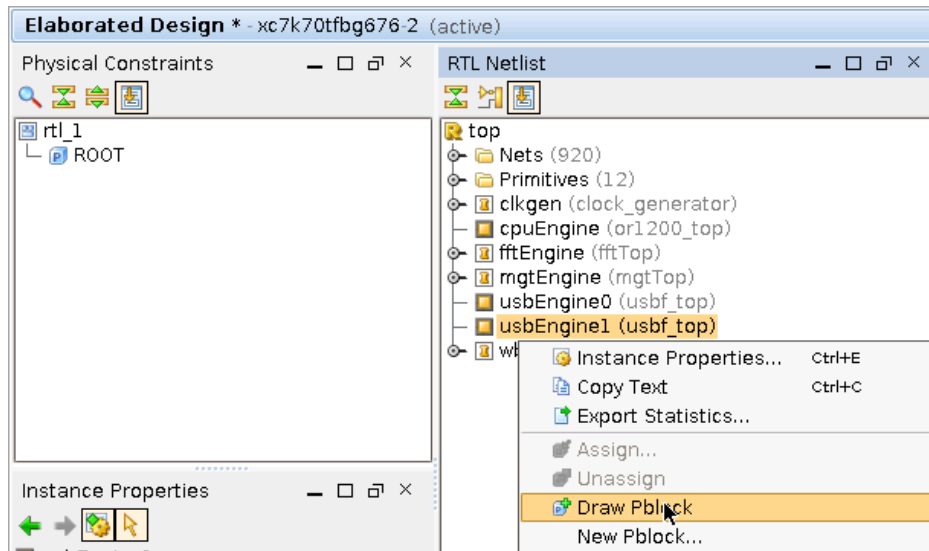 Elaborated Design * - xc7k70tfbg676-2 (active)
Physical Constraints
rtl_1
ROOT
Instance Properties
RTL Netlist
top
Nets (920)
Primitives (12)
clkgen (clock_generator)
cpuEngine (or1200_top)
fftEngine (fftTop)
mgtEngine (mgtTop)
usbEngine0 (usbf_top)
usbEngine1 (usbf_top)
Instance Properties... Ctrl+E
Copy Text Ctrl+C
Export Statistics...
Assign...
Unassign
Draw Pblock
New Pblock...